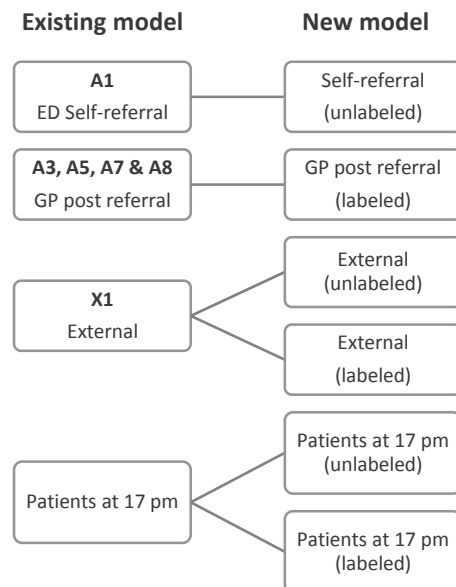 Existing model
New model
A1
ED Self-referral
Self-referral
(unlabeled)
A3, A5, A7 & A8
GP post referral
GP post referral
(labeled)
X1
External
External
(unlabeled)
External
(labeled)
Patients at 17 pm
Patients at 17 pm
(unlabeled)
Patients at 17 pm
(labeled)